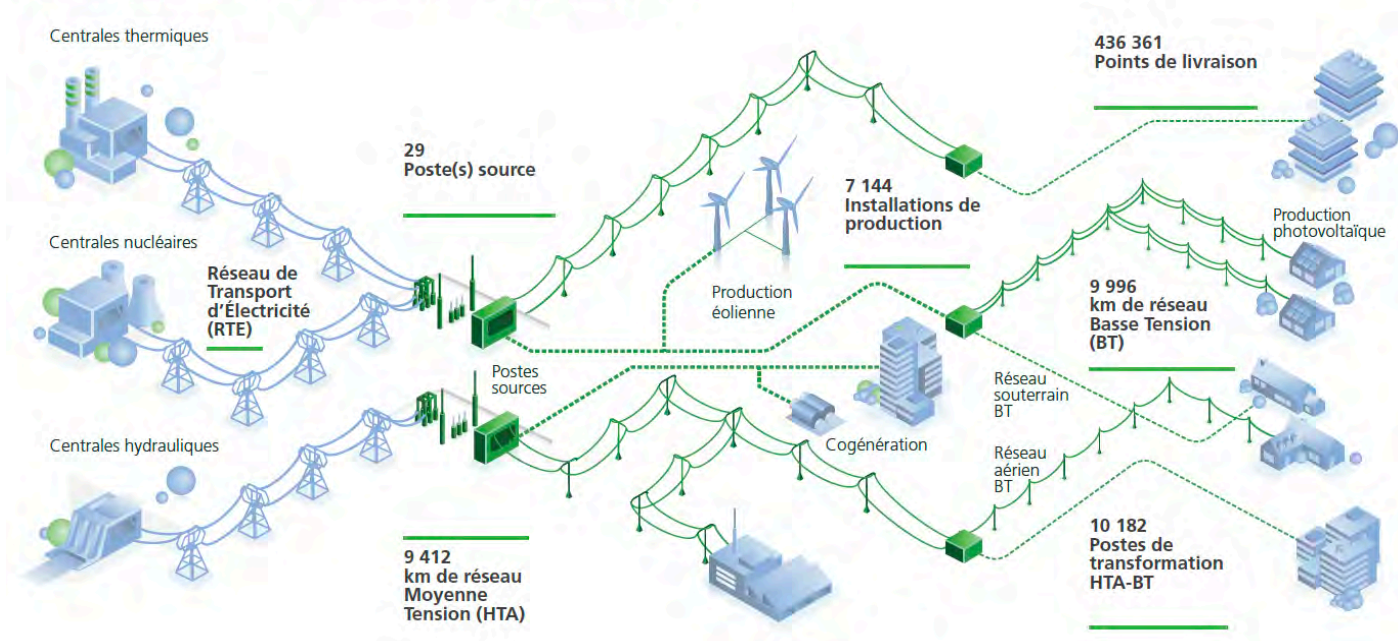 Centrales thermiques
436 361
Points de livraison
29
Poste(s) source
7 144
Installations de
production
Production
photovoltaïque
Centrales nucléaires
Réseau de
Transport
d’Électricité
(RTE)
Production
éolienne
9 996
km de réseau
Basse Tension
(BT)
Postes
sources
Réseau
souterrain
BT
Centrales hydrauliques
Cogénération
Réseau
aérien
BT
9 412
km de réseau
Moyenne
Tension (HTA)
10 182
Postes de
transformation
HTA-BT